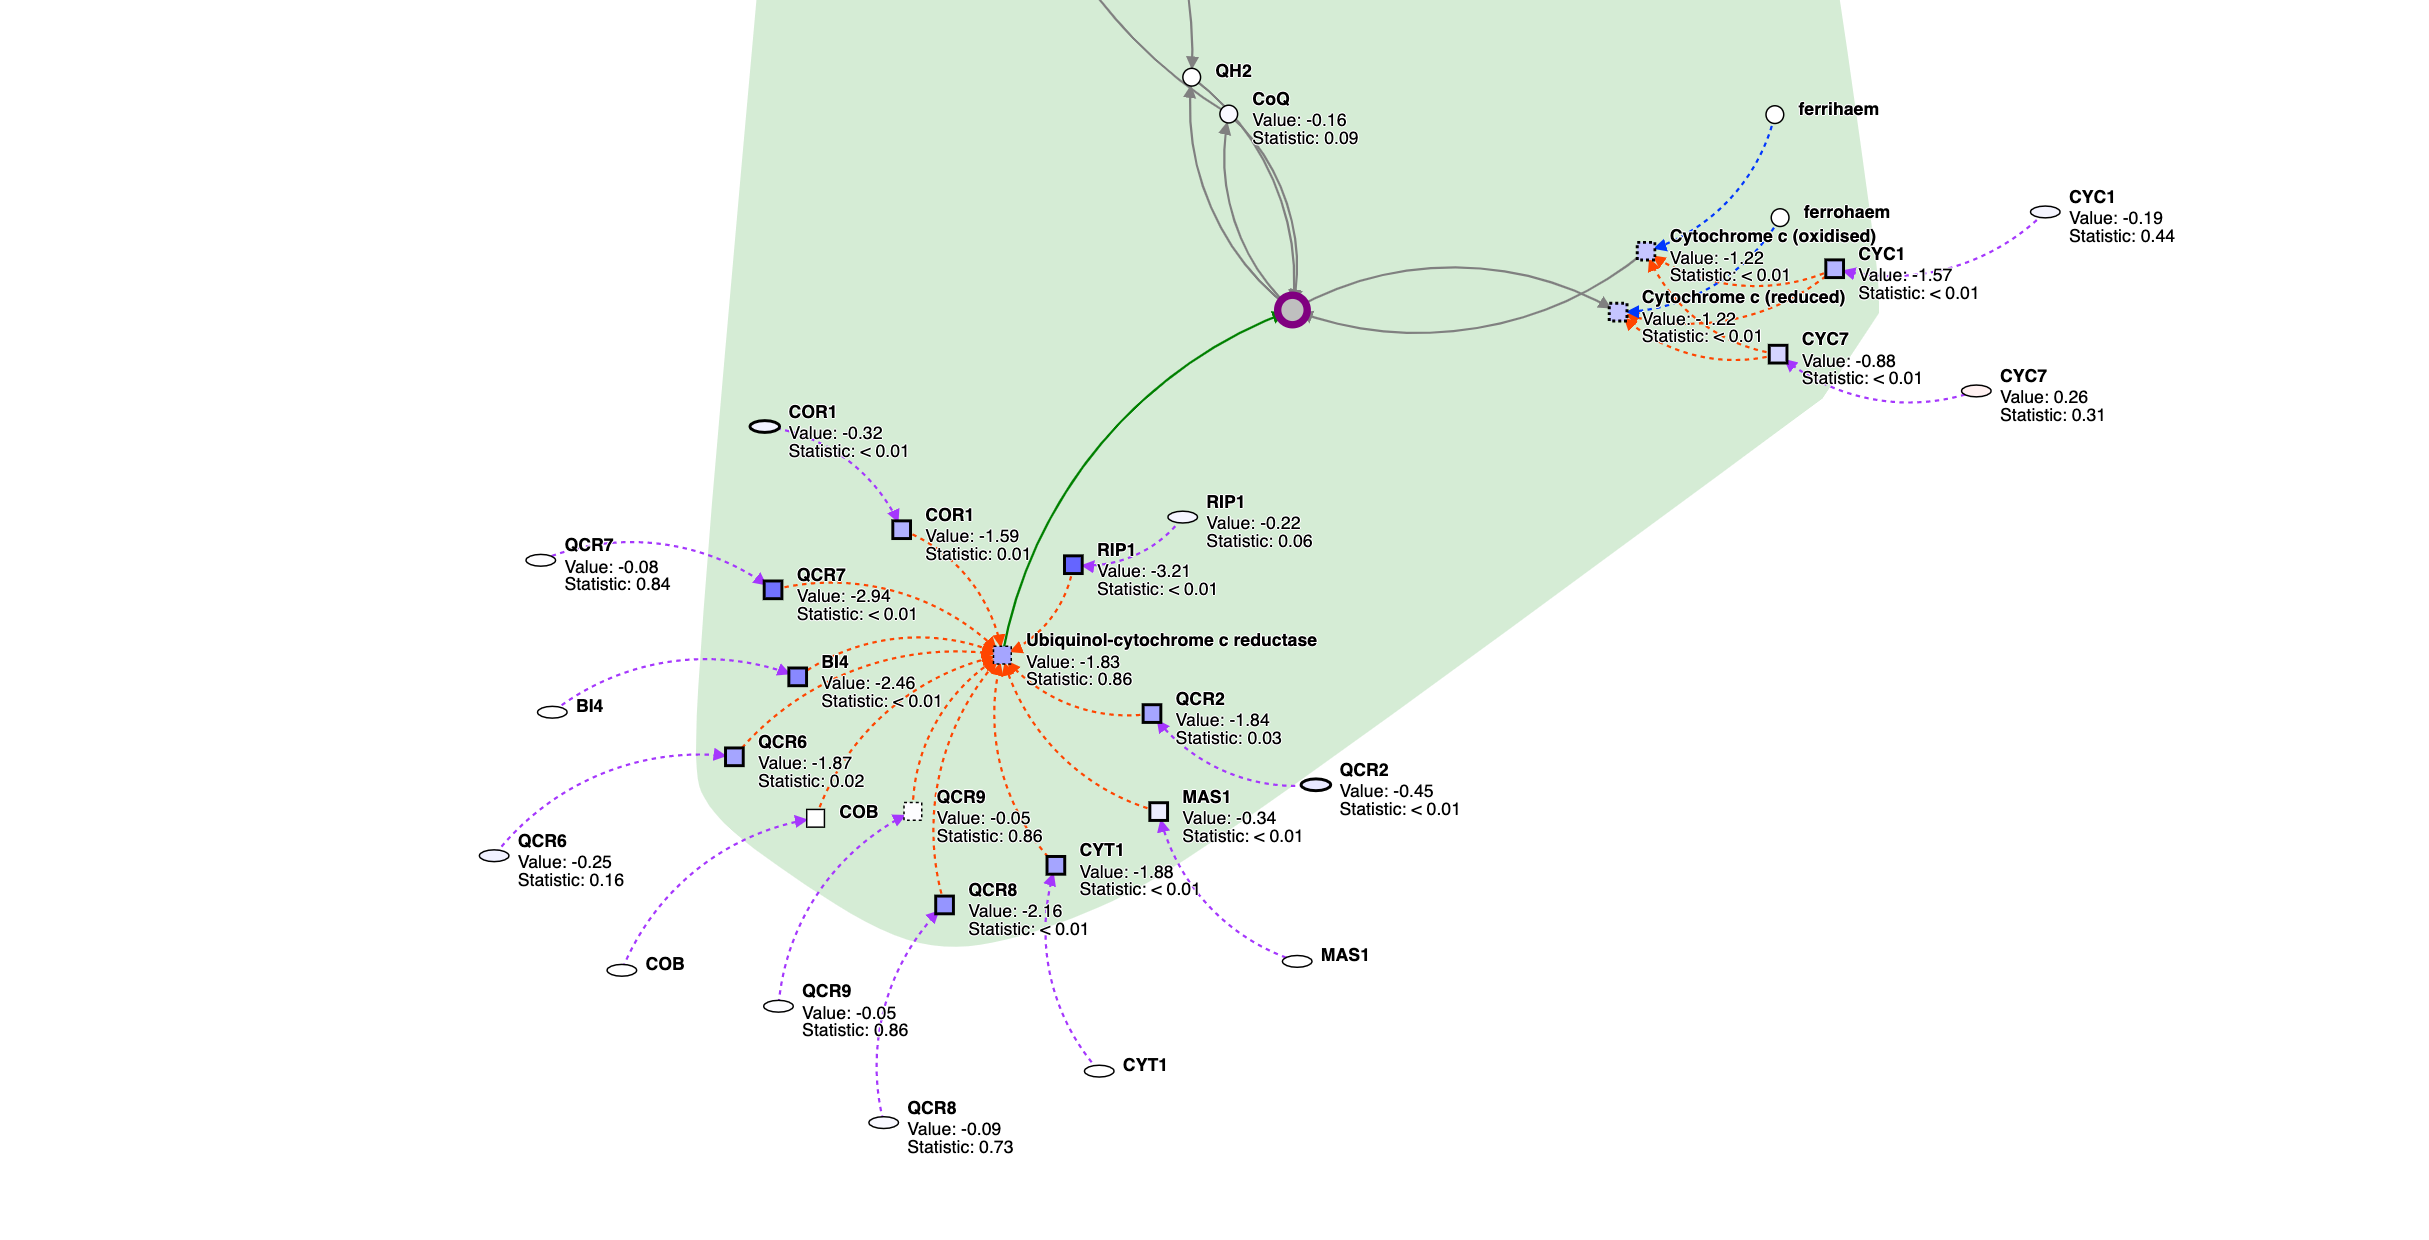 QH2
CoQ
Value: -0.16
Statistic: 0.09
ferrihaem
CYC1
Value: -0.19
Statistic: 0.44
ferrohaem
Cytochrome c (oxidised)
Value: -1.22
Statistic: < 0.01
CYC1
Value: -1.57
Statistic: < 0.01
Cytochrome c (reduced)
Value: -1.22
Statistic: < 0.01
CYC7
Value: -0.88
Statistic: < 0.01
CYC7
Value: 0.26
Statistic: 0.31
COR1
Value: -0.32
Statistic: < 0.01
COR1
Value: -1.59
Statistic: 0.01
RIP1
Value: -0.22
Statistic: 0.06
QCR7
Value: -0.08
Statistic: 0.84
RIP1
Value: -3.21
Statistic: < 0.01
QCR7
Value: -2.94
Statistic: < 0.01
Ubiquinol-cytochrome c reductase
Value: -1.83
Statistic: 0.86
BI4
Value: -2.46
Statistic: < 0.01
BI4
QCR2
Value: -1.84
Statistic: 0.03
QCR6
Value: -1.87
Statistic: 0.02
QCR2
Value: -0.45
Statistic: < 0.01
COB
QCR9
Value: -0.05
Statistic: 0.86
MAS1
Value: -0.34
Statistic: < 0.01
QCR6
Value: -0.25
Statistic: 0.16
CYT1
Value: -1.88
Statistic: < 0.01
QCR8
Value: -2.16
Statistic: < 0.01
COB
MAS1
QCR9
Value: -0.05
Statistic: 0.86
CYT1
QCR8
Value: -0.09
Statistic: 0.73